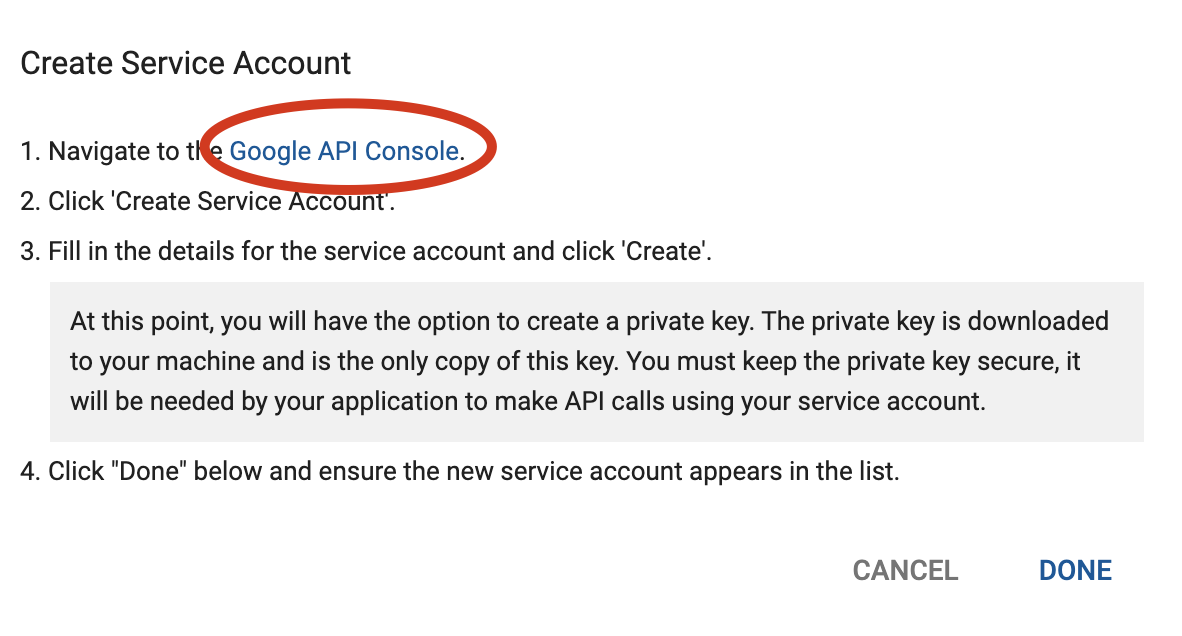 Create Service Account
1. Navigate to the Google API Console.
2. Click 'Create Service Account'.
3. Fill in the details for the service account and click 'Create'.
At this point, you will have the option to create a private key. The private key is downloaded
to your machine and is the only copy of this key. You must keep the private key secure, it
will be needed by your application to make API calls using your service account.
4. Click "Done" below and ensure the new service account appears in the list.
CANCEL DONE